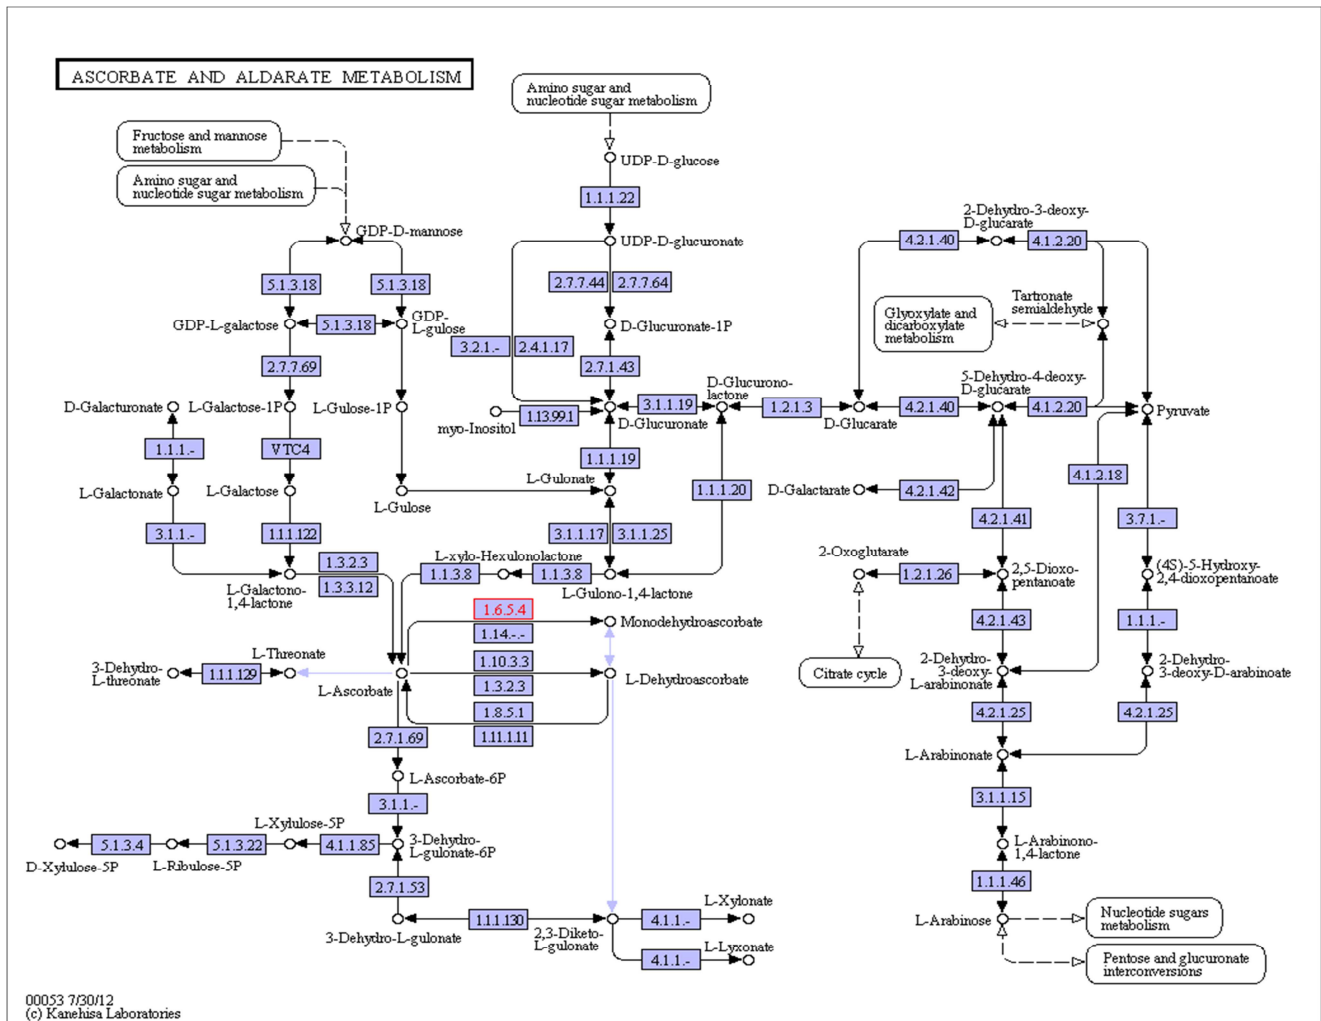 ASCORBATE AND ALDARATE METABOLISM
Amino sugar and
nucleotide sugar metabolism
Fructose and mannose
metabolism
Amino sugar and
nucleotide sugar metabolism
UDP-D-glucose
1.1.1.22
GDP-D-mannose
UDP-D-glucuronate
2-Dehydro-3-deoxy-
D-glucarate
4.2.1.40
4.1.2.20
5.1.3.18
5.1.3.18
2.7.7.44
2.7.7.64
GDP-L-galactose
5.1.3.18
GDP-
L-gulose
D-Glucuronate-1P
Glyoxylate and
dicarboxylate
metabolism
Tartronate
semialdehyde
3.2.1.-
2.4.1.17
2.7.7.69
2.7.1.43
D-Glucurono-
lactone
5-Dehydro-4-deoxy-
D-glucarate
D-Galacturonate
L-Galactose-1P
L-Gulose-1P
myo-Inositol
1.13.99.1
3.1.1.19
D-Glucuronate
1.2.1.3
D-Glucarate
4.2.1.40
4.1.2.20
Pyruvate
1.1.1.-
VTC4
1.1.1.19
4.1.2.18
L-Galactonate
L-Galactose
L-Gulose
L-Gulonate
1.1.1.20
D-Galactarate
4.2.1.42
3.1.1.-
1.1.1.122
3.1.1.17
3.1.1.25
4.2.1.41
3.7.1.-
L-Galactono-
1,4-lactone
1.3.2.3
1.3.3.12
L-xylo-Hexulonolactone
1.1.3.8
1.1.3.8
L-Gulono-1,4-lactone
2-Oxoglutarate
1.2.1.26
2,5-Dioxo-
pentanoate
(4S)-5-Hydroxy-
2,4-dioxopentanoate
1.6.5.4
1.14.-.-
Monodehydroascorbate
4.2.1.43
1.1.1.-
3-Dehydro-
L-threonate
1.1.1.129
L-Threonate
L-Ascorbate
1.10.3.3
1.3.2.3
L-Dehydroascorbate
Citrate cycle
2-Dehydro-
3-deoxy-
L-arabinonate
2-Dehydro-
3-deoxy-D-arabinoate
1.8.5.1
1.11.1.11
2.7.1.69
4.2.1.25
4.2.1.25
L-Ascorbate-6P
L-Arabinonate
3.1.1.-
3.1.1.15
D-Xylulose-5P
5.1.3.4
L-Ribulose-5P
5.1.3.22
L-Xylulose-5P
4.1.1.85
3-Dehydro-
L-gulonate-6P
L-Arabinono-
1,4-lactone
2.7.1.53
1.1.1.46
3-Dehydro-L-gulonate
1.1.1.130
2,3-Diketo-
L-gulonate
4.1.1.-
L-Xylonate
4.1.1.-
L-Lyxonate
L-Arabinose
Nucleotide sugars
metabolism
Pentose and glucuronate
interconversions
00053 7/30/12
(c) Kanehisa Laboratories